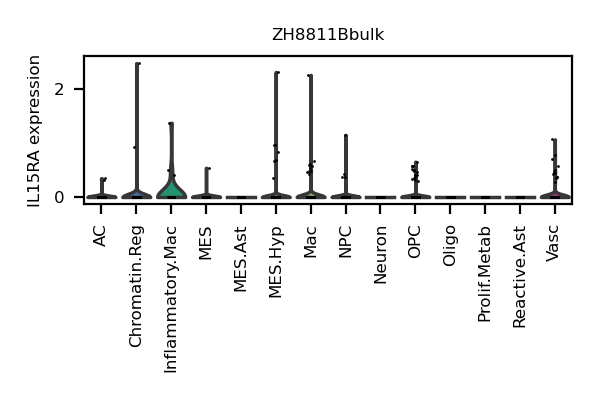 ZH8811Bbulk
IL15RA expression
2
0
AC
Chromatin.Reg
Inflammatory.Mac
MES
MES.Ast
MES.Hyp
Mac
NPC
Neuron
OPC
Oligo
Prolif.Metab
Reactive.Ast
Vasc